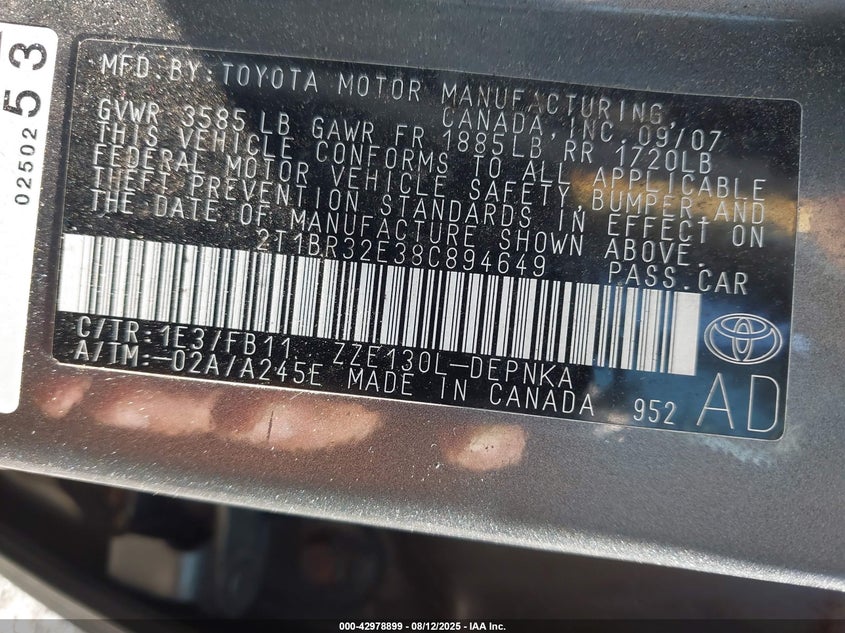 02502 53
MFD.BY:TOYOTA MOTOR MANUFACTURING,
CANADA,INC. 09/07
GVWR 3585LB GAWR FR 1885LB RR 1720LB
THIS VEHICLE CONFORMS TO ALL APPLICABLE
FEDERAL MOTOR VEHICLE SAFETY,BUMPER,AND
THEFT PREVENTION STANDARDS IN EFFECT ON
THE DATE OF MANUFACTURE SHOWN ABOVE.
2T1BR32E38C894649 PASS.CAR
C/TR:1E3/FB11 ZZE130L-DEPNKA
A/TM:-02A/A245E MADE IN CANADA 952 AD
000-42978899 | 08/12/2025 | IAA Inc.